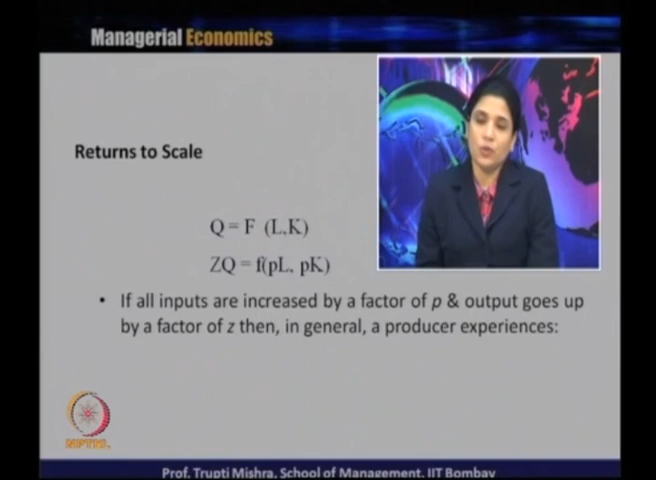 Managerial Economics
Returns to Scale
Q = F (L,K)
ZQ = f(pL, pK)
• If all inputs are increased by a factor of p & output goes up
by a factor of z then, in general, a producer experiences:
NPTEL
Prof. Trupti Mishra, School of Management, IIT Bombay